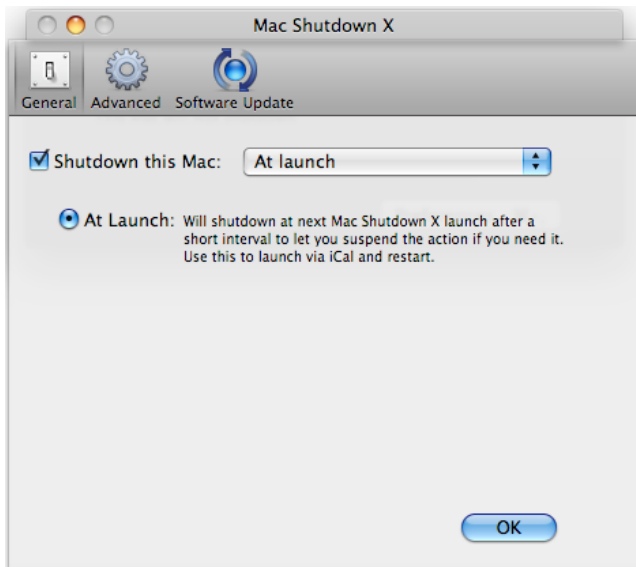 Mac Shutdown X
General Advanced Software Update
Shutdown this Mac: At launch
At Launch: Will shutdown at next Mac Shutdown X launch after a
short interval to let you suspend the action if you need it.
Use this to launch via iCal and restart.
OK